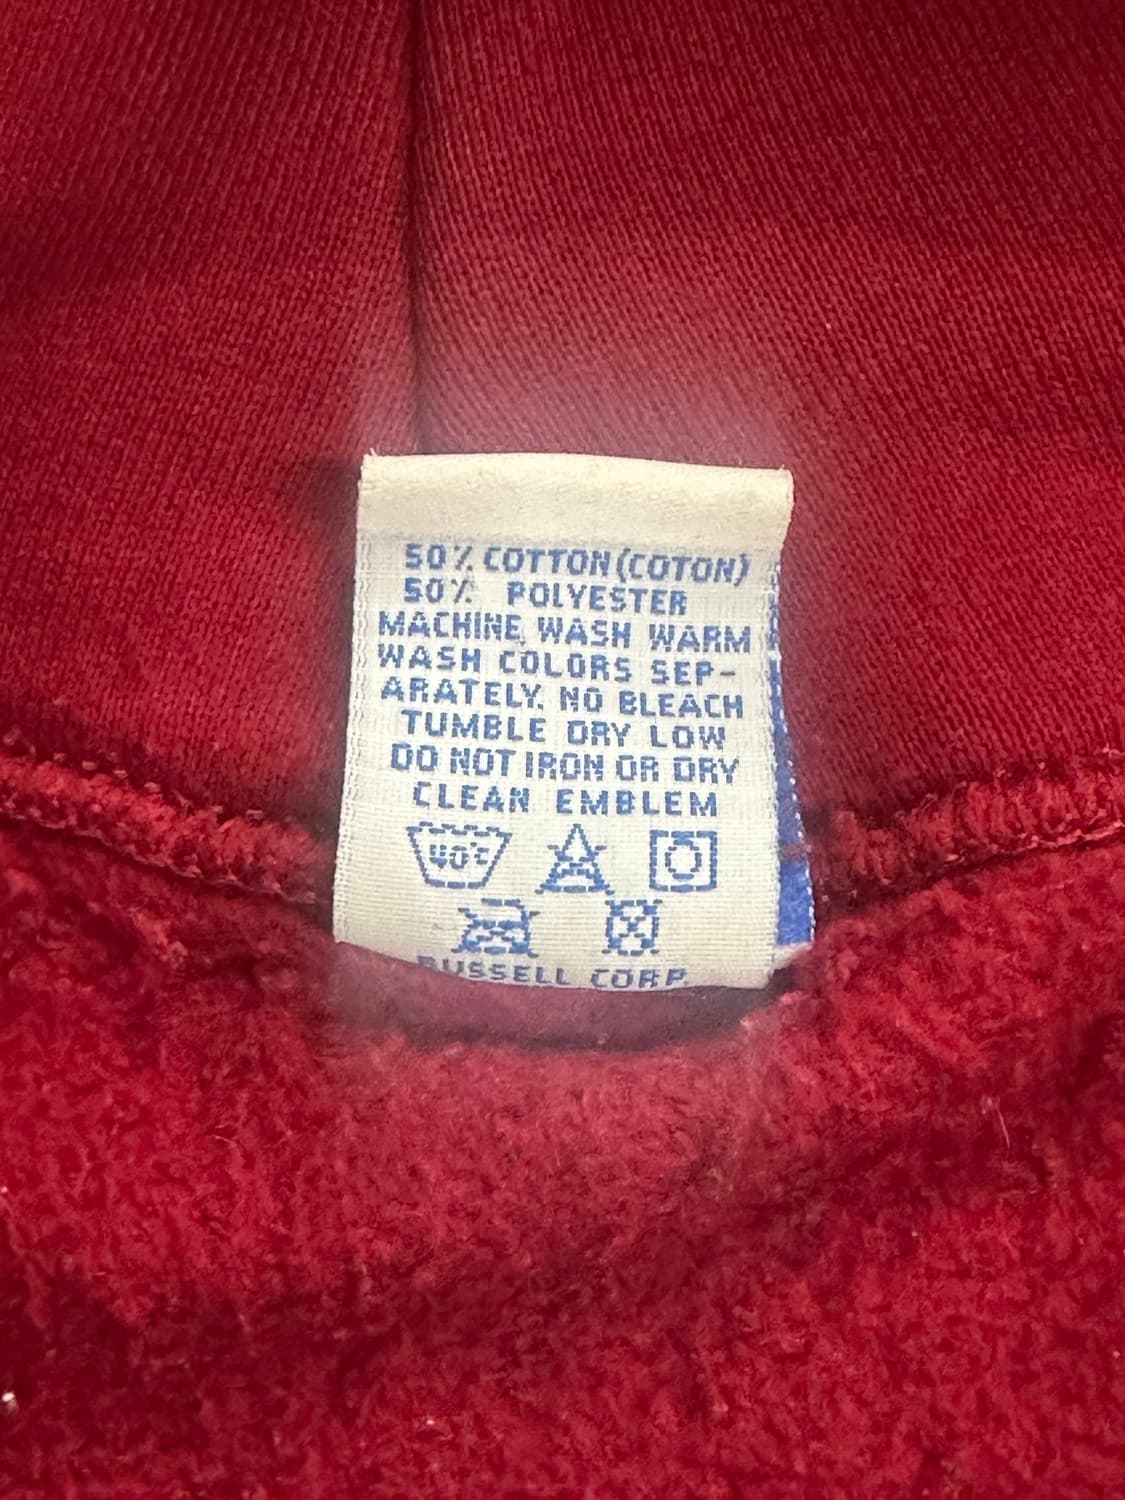 50% COTTON (COTON)
50% POLYESTER
MACHINE WASH WARM
WASH COLORS SEP-
ARATELY. NO BLEACH
TUMBLE DRY LOW
DO NOT IRON OR DRY
CLEAN EMBLEM
40°C
RUSSELL CORP.